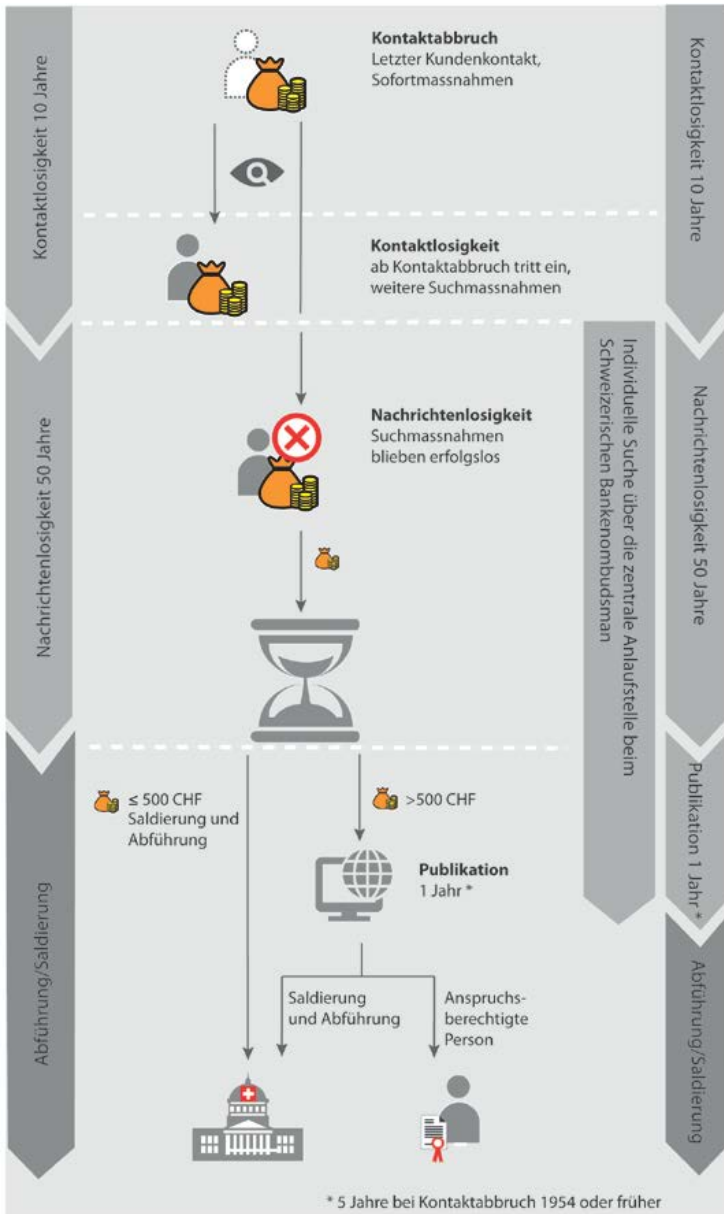 Kontaktlosigkeit 10 Jahre
Nachrichtenlosigkeit 50 Jahre
Abführung/Saldierung
Kontaktabbruch
Letzter Kundenkontakt,
Sofortmassnahmen
Kontaktlosigkeit
ab Kontaktabbruch tritt ein,
weitere Suchmassnahmen
Nachrichtenlosigkeit
Suchmassnahmen
blieben erfolgslos
≤ 500 CHF
Saldierung und
Abführung
>500 CHF
Publikation
1 Jahr *
Saldierung
und Abführung
Anspruchs-
berechtigte
Person
Individuelle Suche über die zentrale Anlaufstelle beim
Schweizerischen Bankenombudsman
Kontaktlosigkeit 10 Jahre
Nachrichtenlosigkeit 50 Jahre
Publikation 1 Jahr *
Abführung/Saldierung
* 5 Jahre bei Kontaktabbruch 1954 oder früher